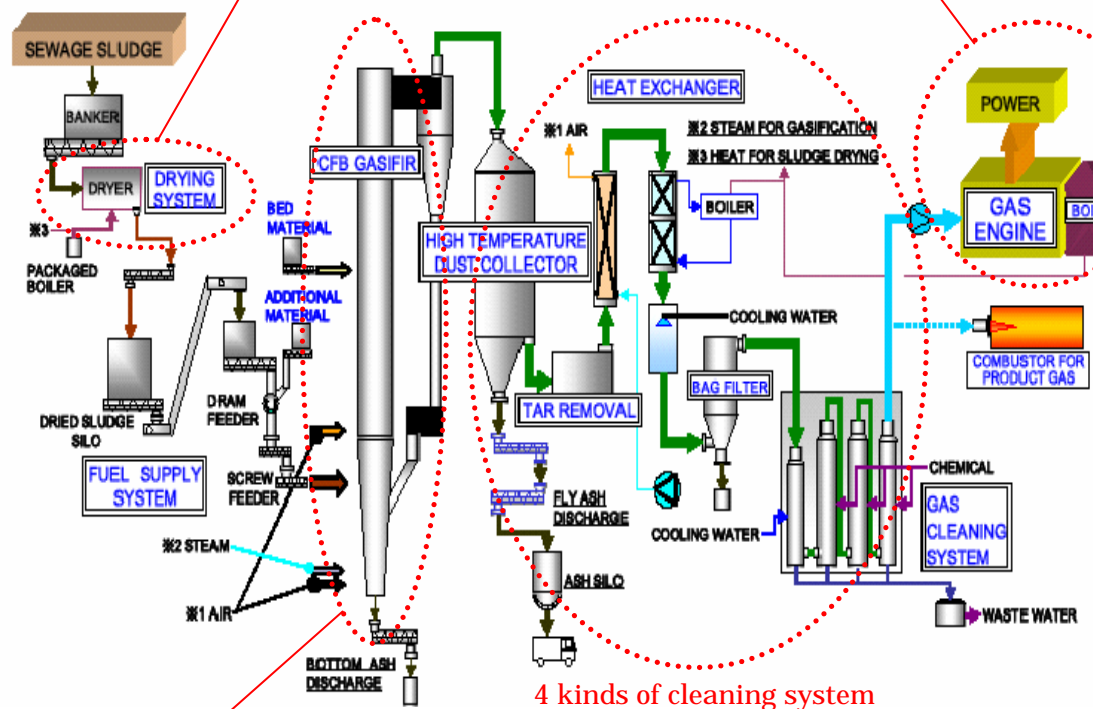 SEWAGE SLUDGE
BANKER
DRYER
DRYING
SYSTEM
※3
PACKAGED
BOILER
BED
MATERIAL
ADDITIONAL
MATERIAL
DRIED SLUDGE
SILO
DRAM
FEEDER
FUEL SUPPLY
SYSTEM
SCREW
FEEDER
※2 STEAM
※1 AIR
BOTTOM ASH
DISCHARGE
CFB GASIFIR
HIGH TEMPERATURE
DUST COLLECTOR
HEAT EXCHANGER
※1 AIR
※2 STEAM FOR GASIFICATION
※3 HEAT FOR SLUDGE DRYNG
BOILER
COOLING WATER
TAR REMOVAL
BAG FILTER
FLY ASH
DISCHARGE
ASH SILO
COOLING WATER
CHEMICAL
GAS
CLEANING
SYSTEM
WASTE WATER
POWER
GAS
ENGINE
BOI
COMBUSTOR FOR
PRODUCT GAS
4 kinds of cleaning system